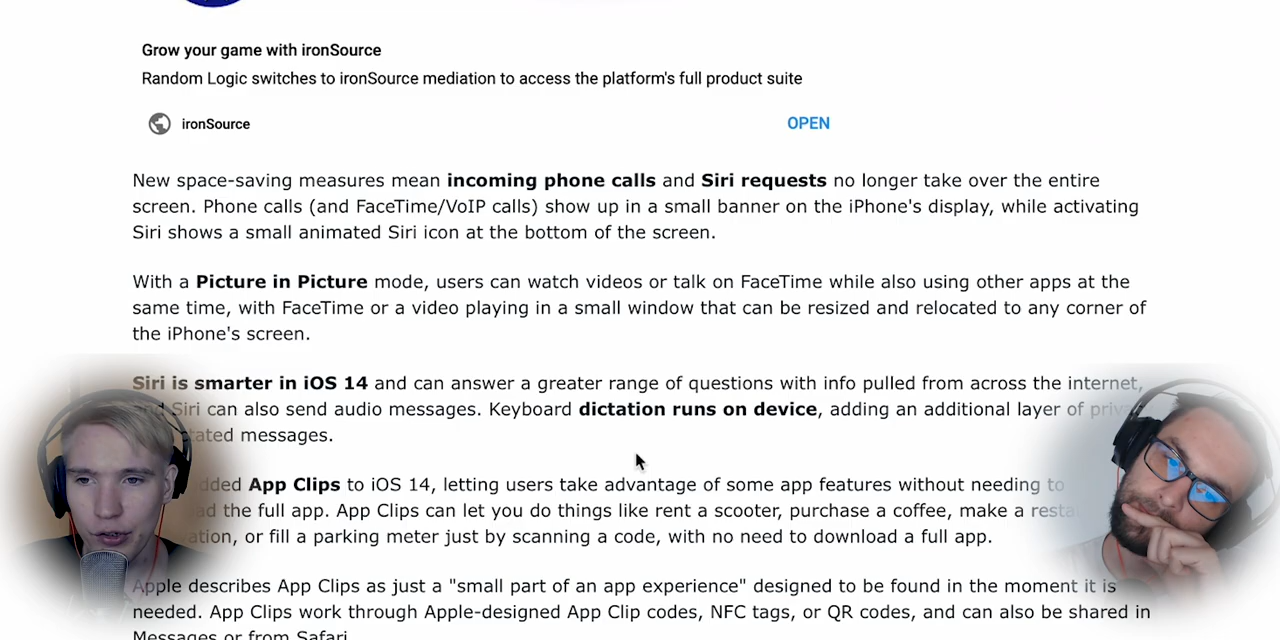 Grow your game with ironSource
Random Logic switches to ironSource mediation to access the platform's full product suite
ironSource
OPEN
New space-saving measures mean incoming phone calls and Siri requests no longer take over the entire
screen. Phone calls (and FaceTime/VoIP calls) show up in a small banner on the iPhone's display, while activating
Siri shows a small animated Siri icon at the bottom of the screen.
With a Picture in Picture mode, users can watch videos or talk on FaceTime while also using other apps at the
same time, with FaceTime or a video playing in a small window that can be resized and relocated to any corner of
the iPhone's screen.
Siri is smarter in iOS 14 and can answer a greater range of questions with info pulled from across the internet,
and Siri can also send audio messages. Keyboard dictation runs on device, adding an additional layer of
messages.
App Clips to iOS 14, letting users take advantage of some app features without needing to
the full app. App Clips can let you do things like rent a scooter, purchase a coffee, make a
or fill a parking meter just by scanning a code, with no need to download a full app.
Apple describes App Clips as just a "small part of an app experience" designed to be found in the moment it is
needed. App Clips work through Apple-designed App Clip codes, NFC tags, or QR codes, and can also be shared in
Messages or from Safari.